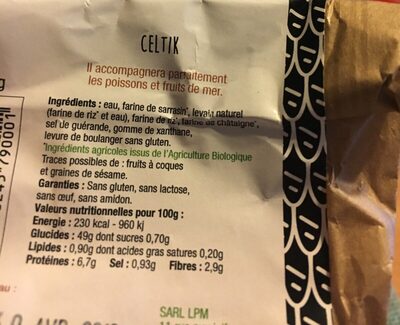 CELTIK
Il accompagnera parfaitement
les poissons et fruits de mer.
Ingrédients : eau, farine de sarrasin*, levain naturel
(farine de riz* et eau), farine de riz*, farine de châtaigne*,
sel de guérande, gomme de xanthane,
levure de boulanger sans gluten.
*Ingrédients agricoles issus de l'Agriculture Biologique
Traces possibles de : fruits à coques
et graines de sésame.
Garanties : Sans gluten, sans lactose,
sans œuf, sans amidon.
Valeurs nutritionnelles pour 100g :
Energie : 230 kcal - 960 kj
Glucides : 49g dont sucres 0,70g
Lipides : 0,90g dont acides gras satures 0,20g
Protéines : 6,7g Sel : 0,93g Fibres : 2,9g
SARL LPM